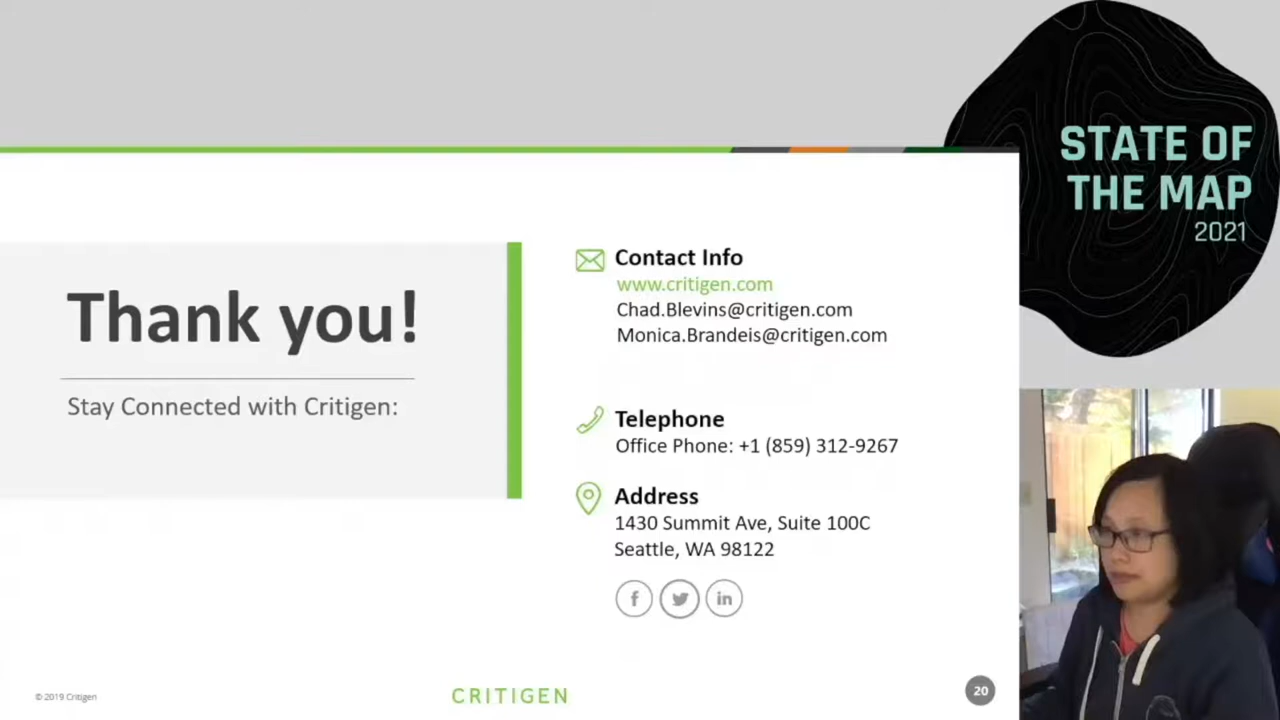 STATE OF
THE MAP
2021
Thank you!
Stay Connected with Critigen:
Contact Info
www.critigen.com
Chad.Blevins@critigen.com
Monica.Brandeis@critigen.com
Telephone
Office Phone: +1 (859) 312-9267
Address
1430 Summit Ave, Suite 100C
Seattle, WA 98122
f
in
© 2019 Critigen
CRITIGEN
20